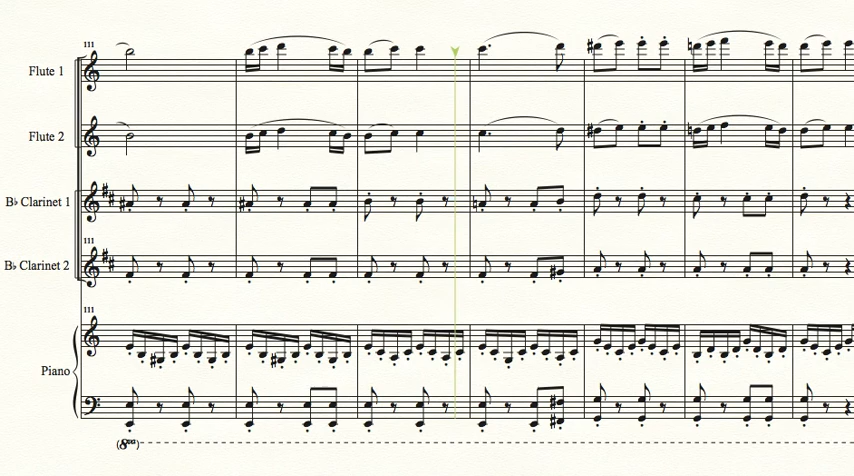 111
Flute 1
Flute 2
B♭ Clarinet 1
111
B♭ Clarinet 2
111
Piano
(8va)